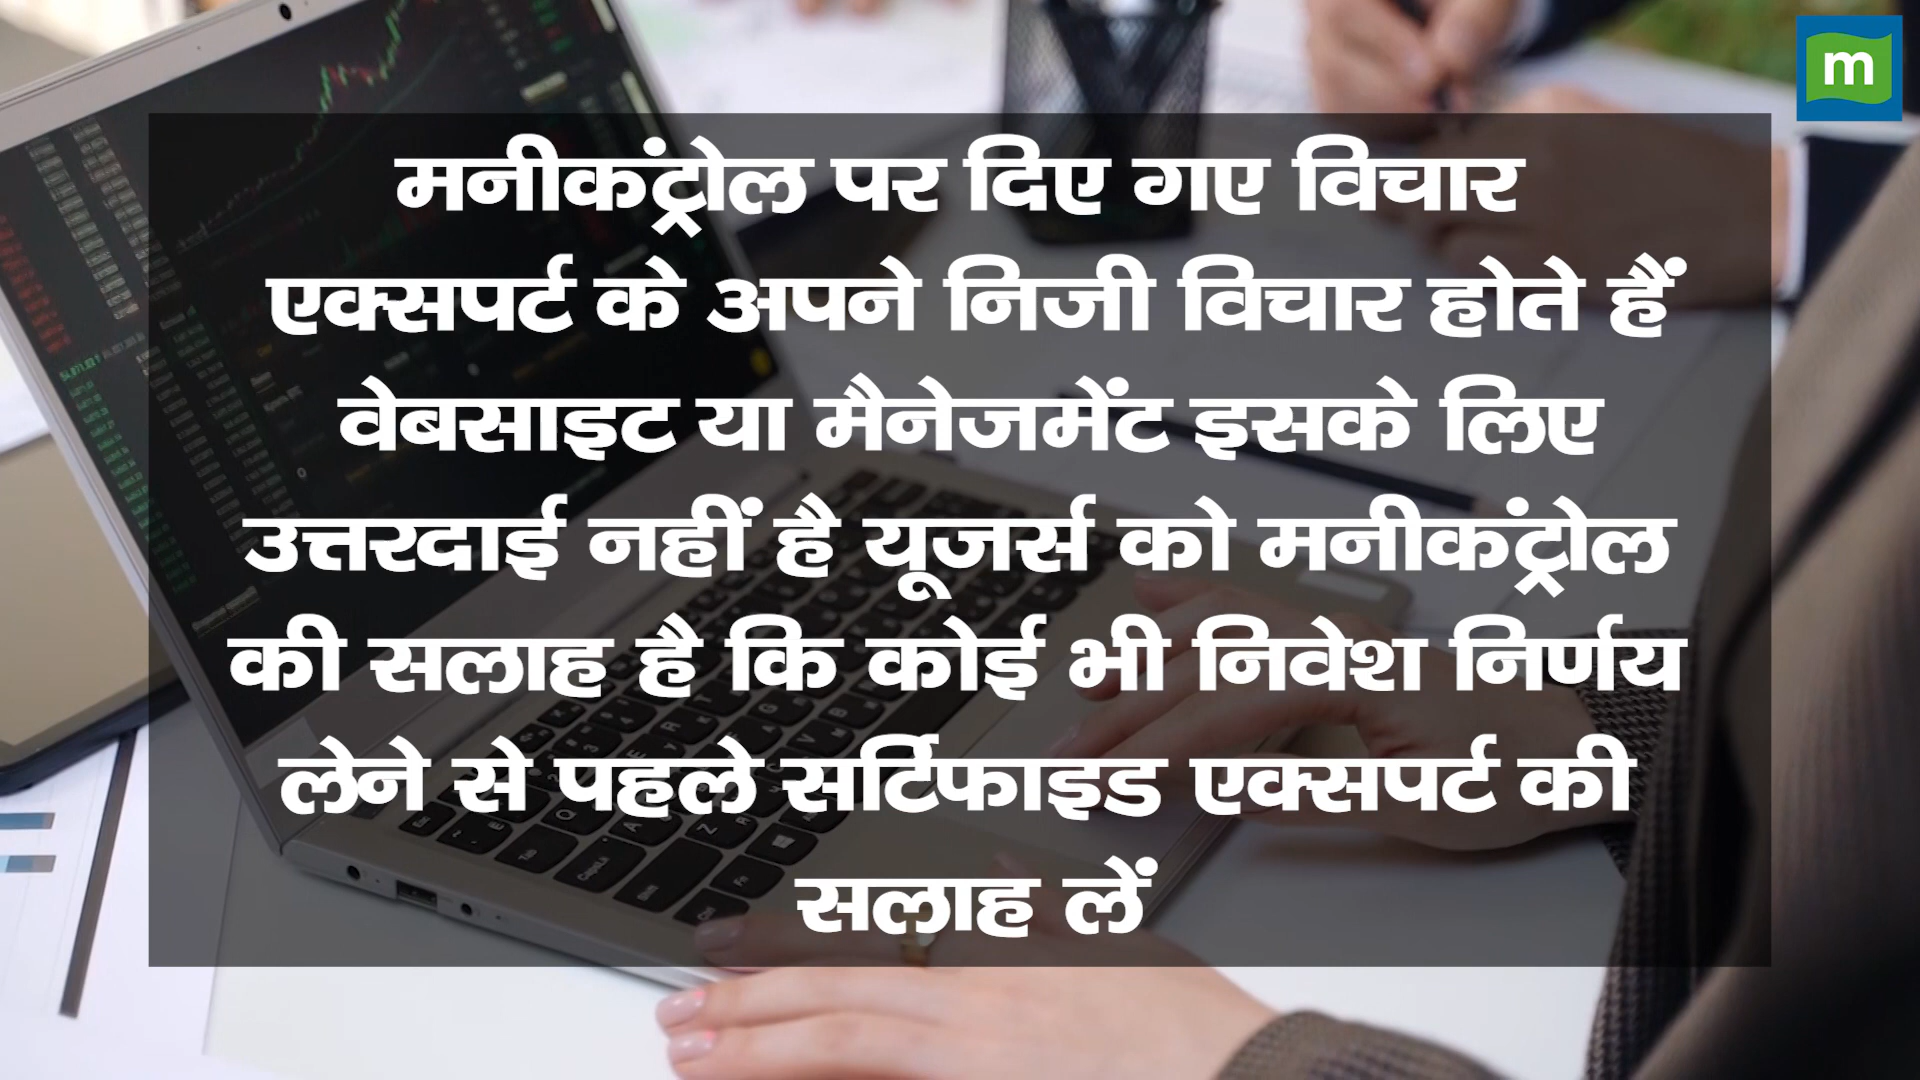 m
मनीकंट्रोल पर दिए गए विचार
एक्सपर्ट के अपने निजी विचार होते हैं
वेबसाइट या मैनेजमेंट इसके लिए
उत्तरदाई नहीं है यूजर्स को मनीकंट्रोल
की सलाह है कि कोई भी निवेश निर्णय
लेने से पहले सर्टिफाइड एक्सपर्ट की
सलाह लें